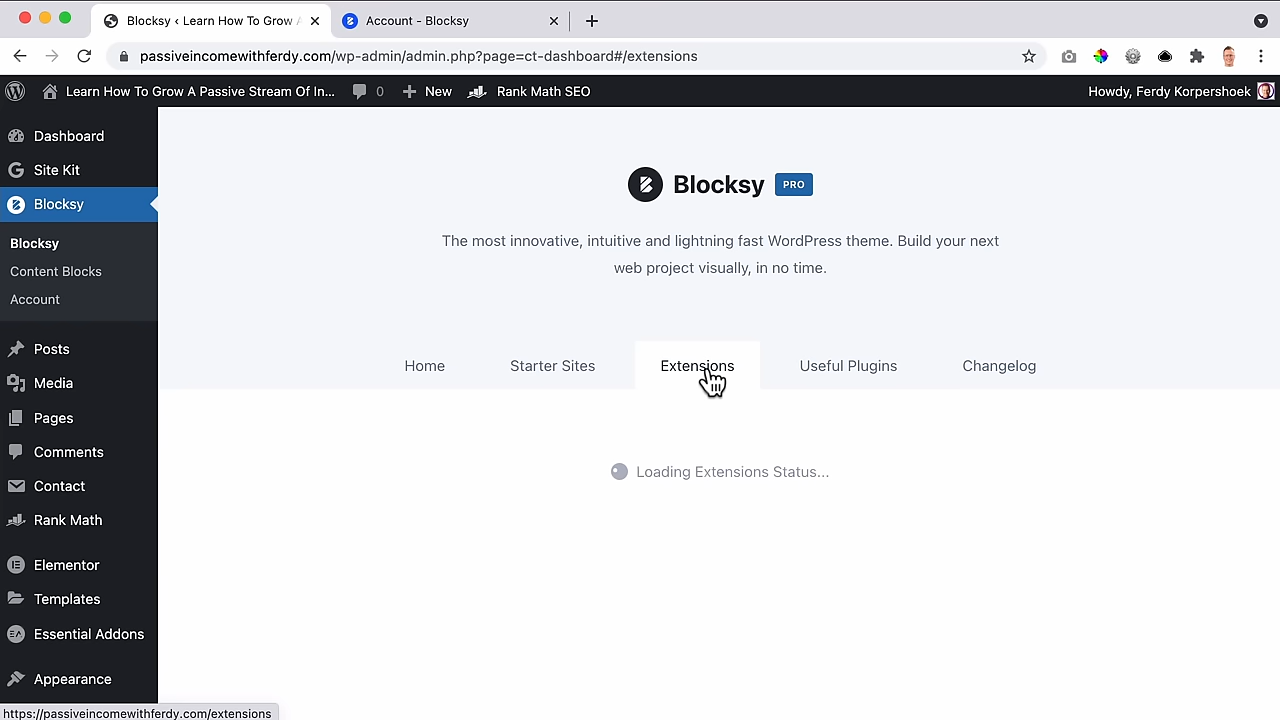 Blocksy ‹ Learn How To Grow A
Account - Blocksy
passiveincomewithferdy.com/wp-admin/admin.php?page=ct-dashboard#/extensions
Learn How To Grow A Passive Stream Of In...
0
New
Rank Math SEO
Howdy, Ferdy Korpershoek
Dashboard
Site Kit
Blocksy
Blocksy
Content Blocks
Account
Posts
Media
Pages
Comments
Contact
Rank Math
Elementor
Templates
Essential Addons
Appearance
Blocksy PRO
The most innovative, intuitive and lightning fast WordPress theme. Build your next
web project visually, in no time.
Home
Starter Sites
Extensions
Useful Plugins
Changelog
Loading Extensions Status...
https://passiveincomewithferdy.com/extensions